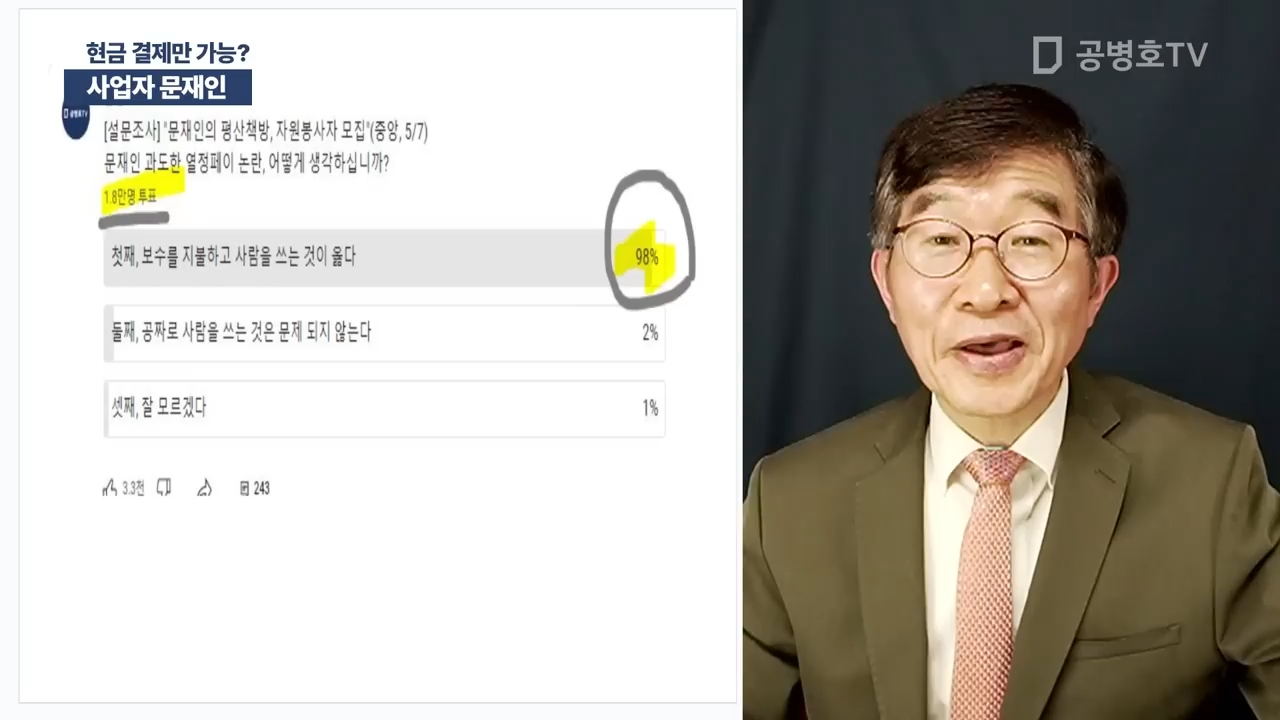 현금 결제만 가능?
사업자 문재인
공병호TV
공병호TV
[설문조사] "문재인의 평산책방, 자원봉사자 모집"(중앙, 5/7)
문재인 과도한 열정페이 논란, 어떻게 생각하십니까?
1.8만명 투표
첫째, 보수를 지불하고 사람을 쓰는 것이 옳다
98%
둘째, 공짜로 사람을 쓰는 것은 문제 되지 않는다
2%
셋째, 잘 모르겠다
1%
3.3천
243